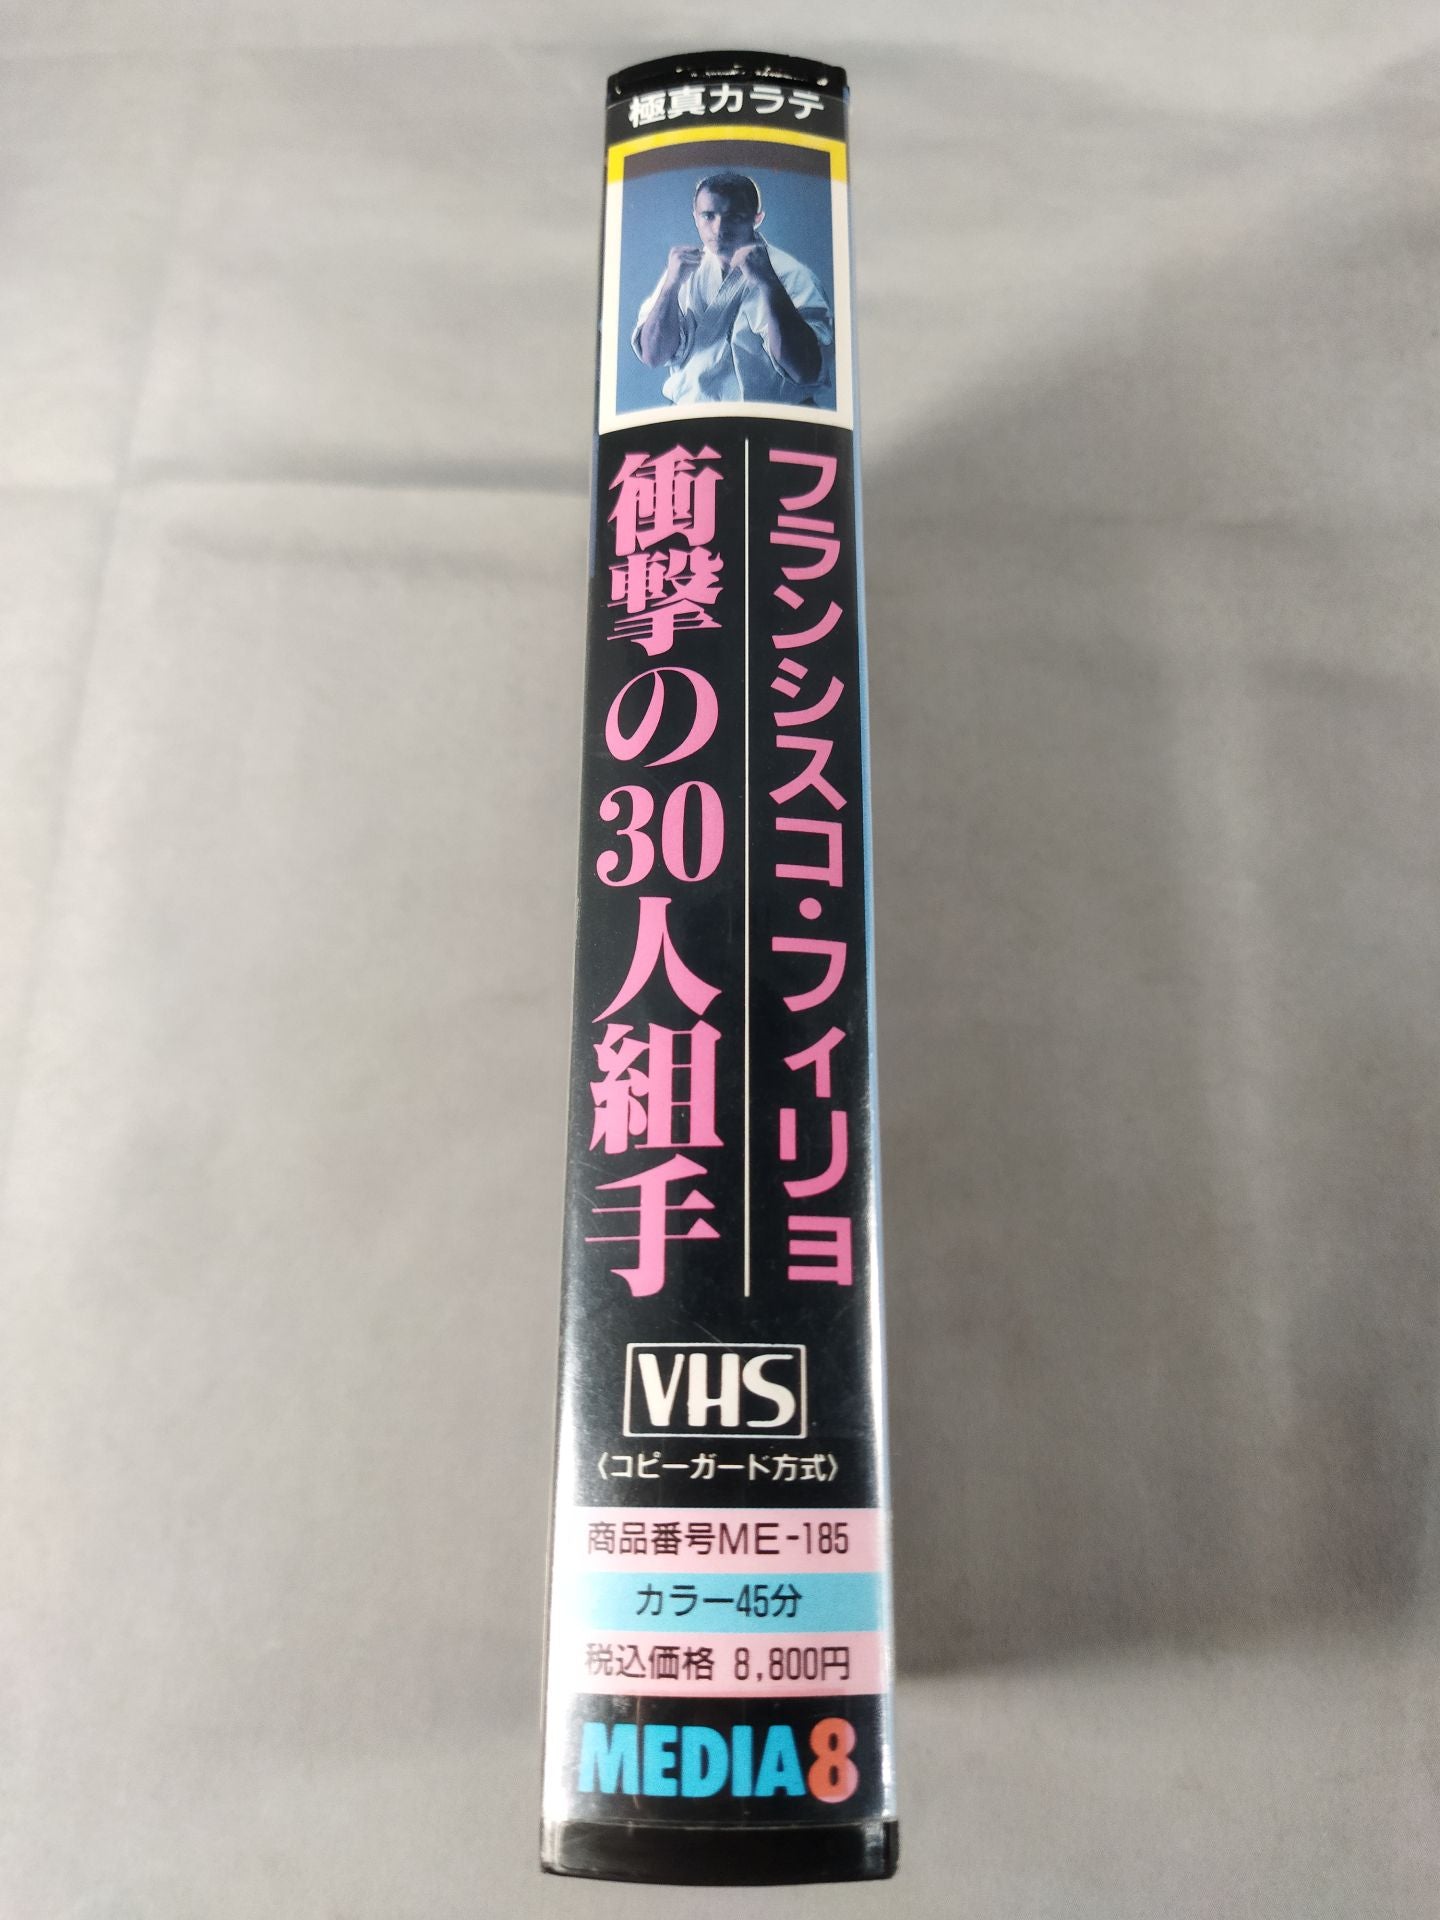 極真カラテ
フランシスコ・フィリョ
衝撃の30人組手
VHS
〈コピーガード方式〉
商品番号ME-185
カラー45分
税込価格 8,800円
MEDIA8